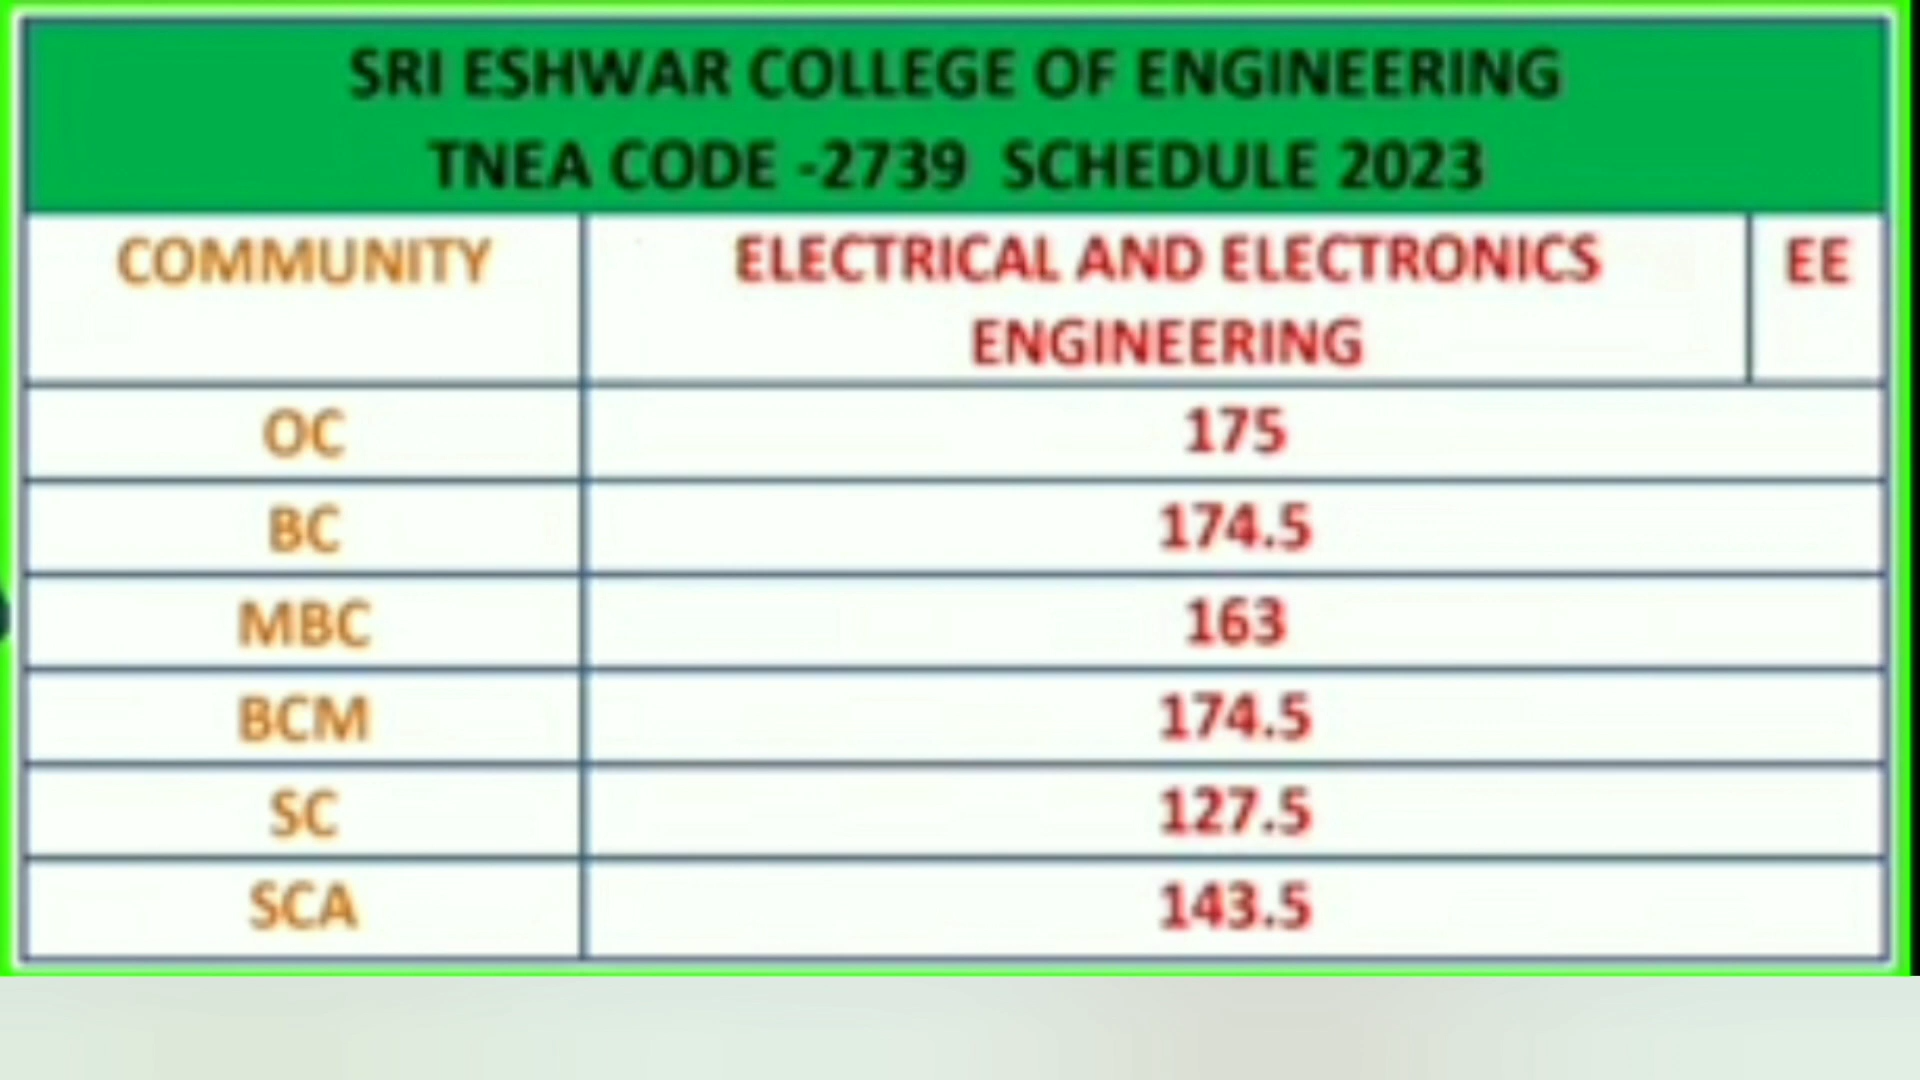 SRI ESHWAR COLLEGE OF ENGINEERING
TNEA CODE -2739 SCHEDULE 2023
COMMUNITY ELECTRICAL AND ELECTRONICS ENGINEERING EE
OC 175
BC 174.5
MBC 163
BCM 174.5
SC 127.5
SCA 143.5